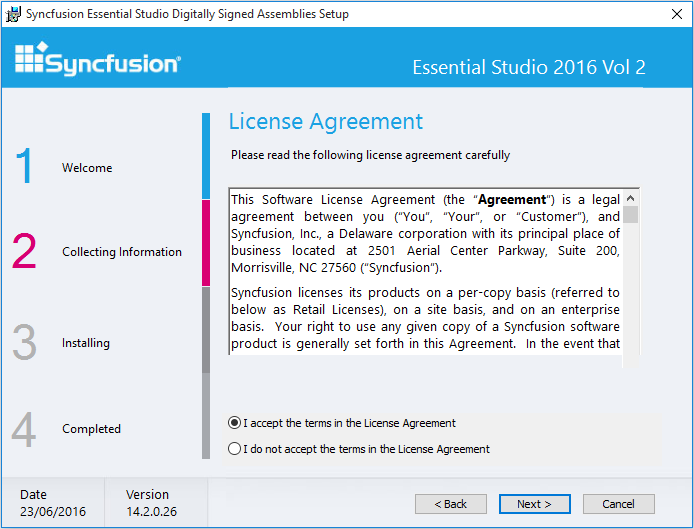 Syncfusion Essential Studio Digitally Signed Assemblies Setup
Syncfusion®
Essential Studio 2016 Vol 2
1 Welcome
2 Collecting Information
3 Installing
4 Completed
License Agreement
Please read the following license agreement carefully
This Software License Agreement (the “Agreement”) is a legal
agreement between you (“You”, “Your”, or “Customer”), and
Syncfusion, Inc., a Delaware corporation with its principal place of
business located at 2501 Aerial Center Parkway, Suite 200,
Morrisville, NC 27560 (“Syncfusion”).
Syncfusion licenses its products on a per-copy basis (referred to
below as Retail Licenses), on a site basis, and on an enterprise
basis. Your right to use any given copy of a Syncfusion software
product is generally set forth in this Agreement. In the event that
I accept the terms in the License Agreement
I do not accept the terms in the License Agreement
Date
23/06/2016
Version
14.2.0.26
< Back
Next >
Cancel